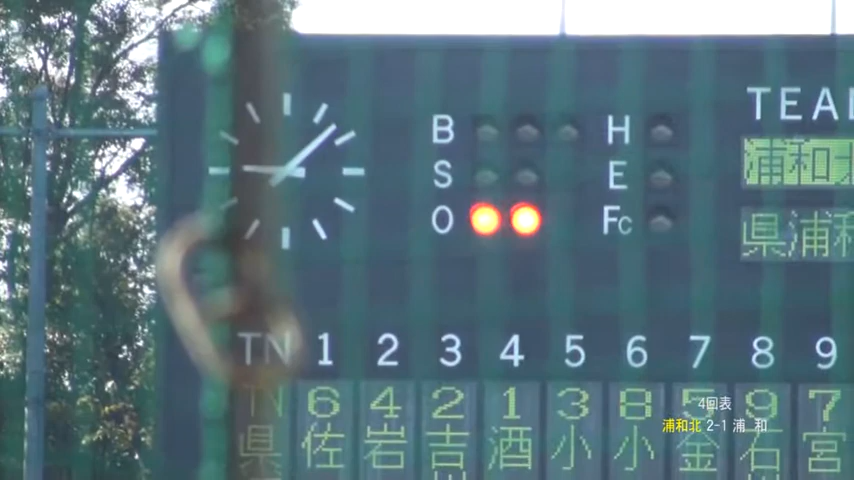 TEA
B H
浦和北
S E
O Fc
県浦和
TN 1 2 3 4 5 6 7 8 9
TN 6 4 2 1 3 8 5 9 7
県 佐 岩 吉 酒 小 小 金 石 宮
4回表
浦和北 2-1 浦 和